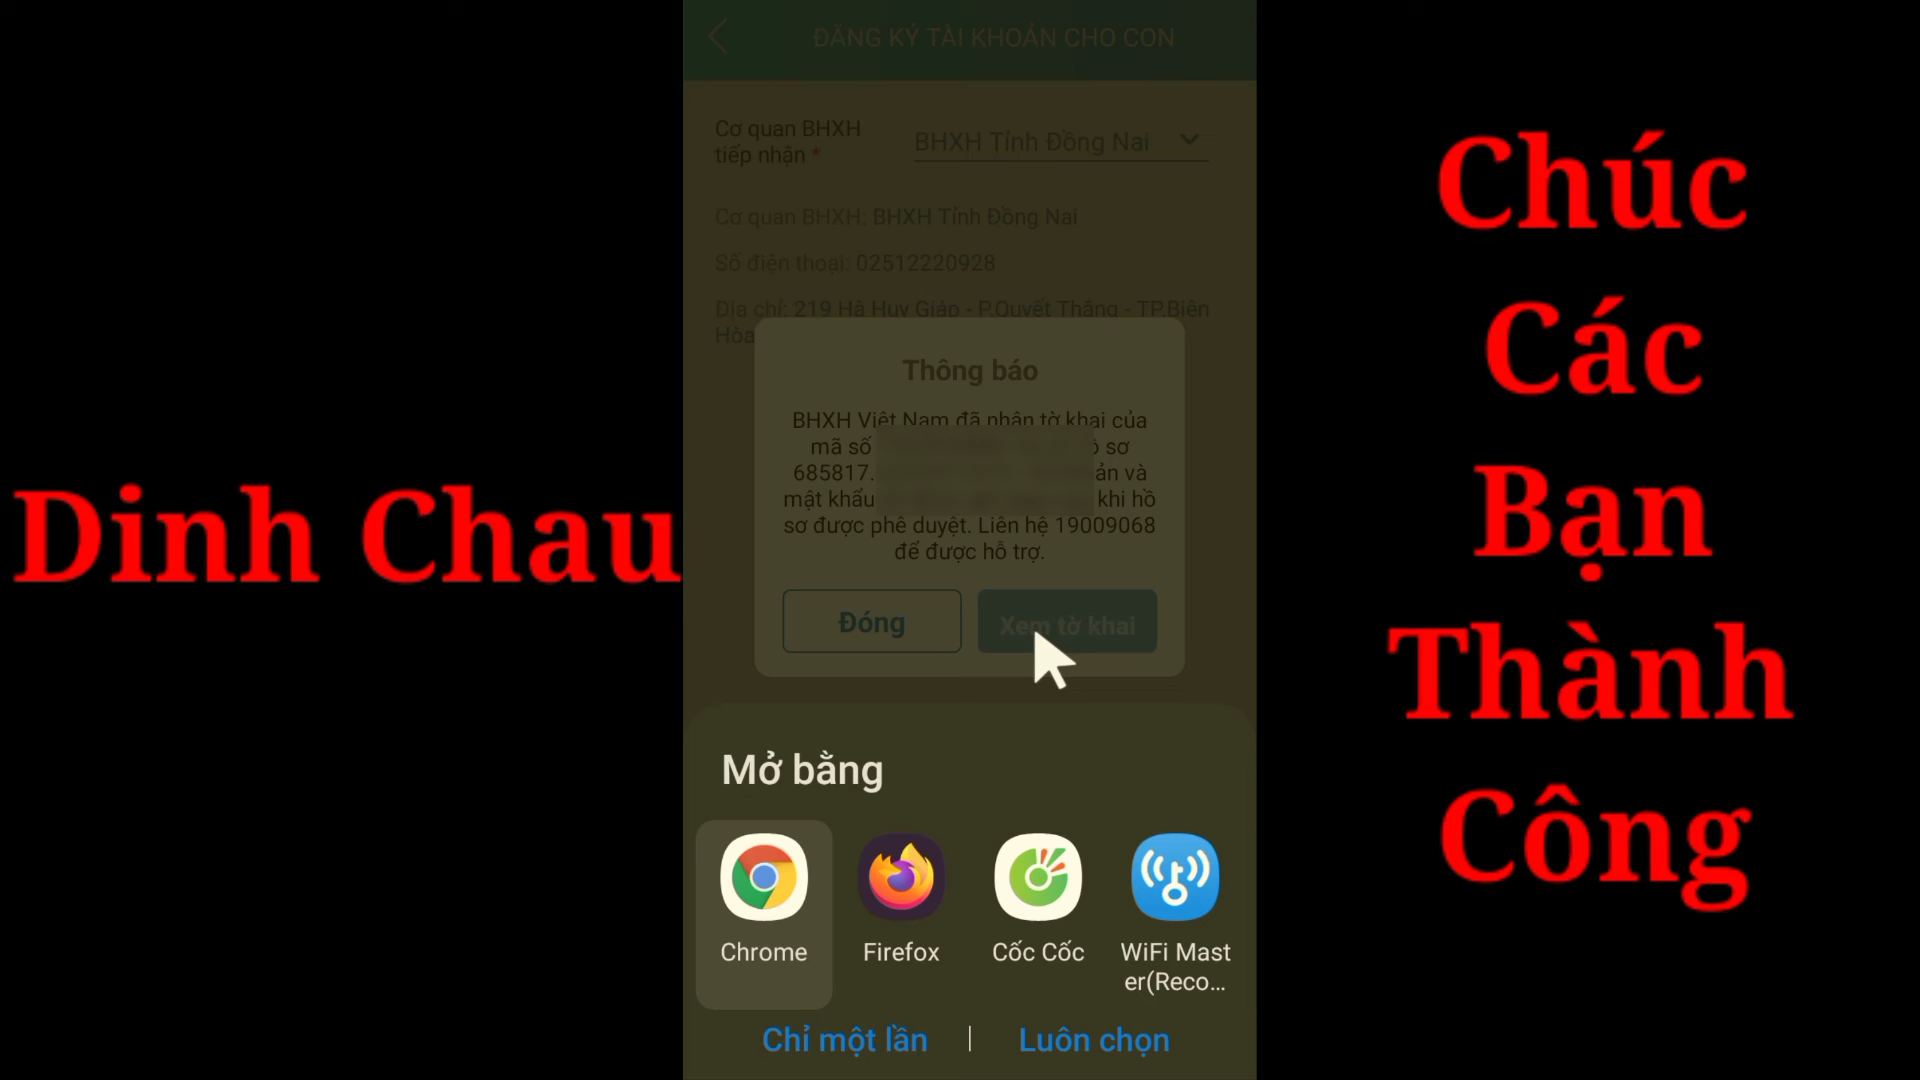 Dinh Chau
ĐĂNG KÝ TÀI KHOẢN CHO CON
Cơ quan BHXH
tiếp nhận *
BHXH Tỉnh Đồng Nai
Cơ quan BHXH: BHXH Tỉnh Đồng Nai
Số điện thoại: 02512220928
Địa chỉ: 219 Hà Huy Giáp - P.Quyết Thắng - TP.Biên
Hòa
Thông báo
BHXH Việt Nam đã nhận tờ khai của
mã số sơ
685817. và
mật khẩu khi hồ
sơ được phê duyệt. Liên hệ 19009068
để được hỗ trợ.
Đóng
Xem tờ khai
Mở bằng
Chrome
Firefox
Cốc Cốc
WiFi Mast
er(Reco...
Chỉ một lần
Luôn chọn
Chúc
Các
Bạn
Thành
Công